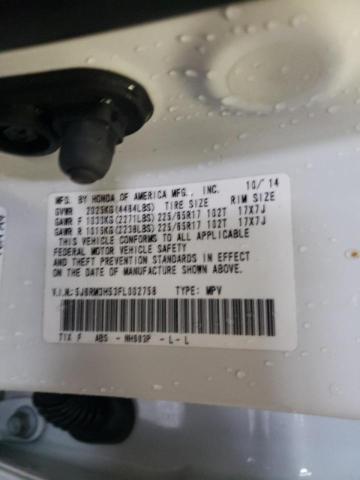 MFD. BY HONDA OF AMERICA MFG., INC. 10/'14
GVWR 2025KG(4464LBS) TIRE SIZE RIM SIZE
GAWR F 1030KG(2271LBS) 225/65R17 102T 17X7J
GAWR R 1015KG(2238LBS) 225/65R17 102T 17X7J
THIS VEHICLE CONFORMS TO ALL APPLICABLE
FEDERAL MOTOR VEHICLE SAFETY
AND THEFT PREVENTION STANDARDS IN EFFECT
ON THE DATE OF MANUFACTURE SHOWN ABOVE.
V.I.N.: 5J6RM3H53FL002758 TYPE: MPV
TIX F ABS - NH603P - L- L